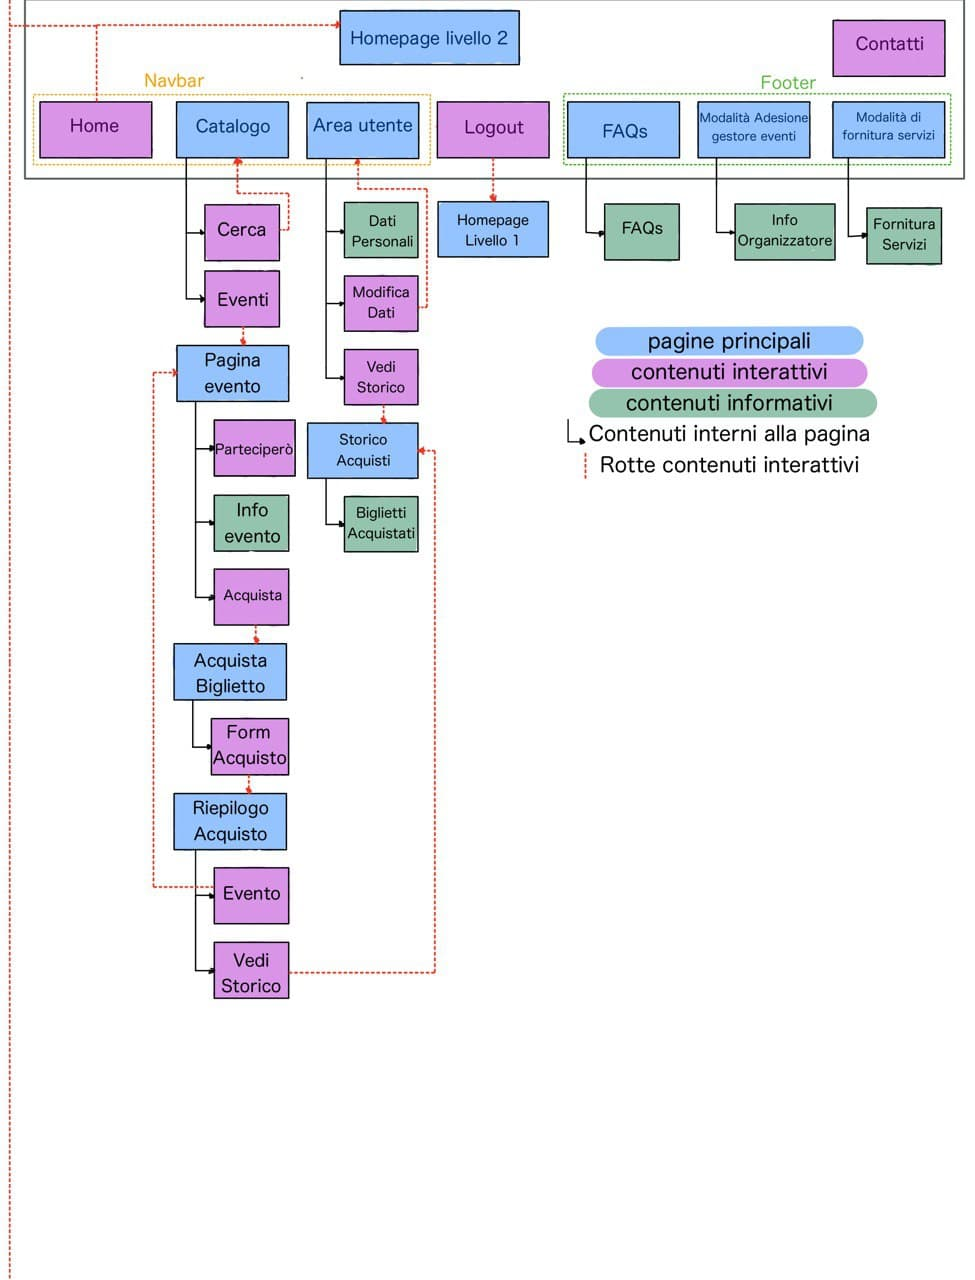 Homepage livello 2
Contatti
Navbar
Footer
Home
Catalogo
Area utente
Logout
FAQs
Modalità Adesione
gestore eventi
Modalità di
fornitura servizi
Cerca
Dati
Personali
Homepage
Livello 1
FAQs
Info
Organizzatore
Fornitura
Servizi
Eventi
Modifica
Dati
Pagina
evento
Vedi
Storico
pagine principali
contenuti interattivi
contenuti informativi
Contenuti interni alla pagina
Rotte contenuti interattivi
Parteciperò
Storico
Acquisti
Info
evento
Biglietti
Acquistati
Acquista
Acquista
Biglietto
Form
Acquisto
Riepilogo
Acquisto
Evento
Vedi
Storico